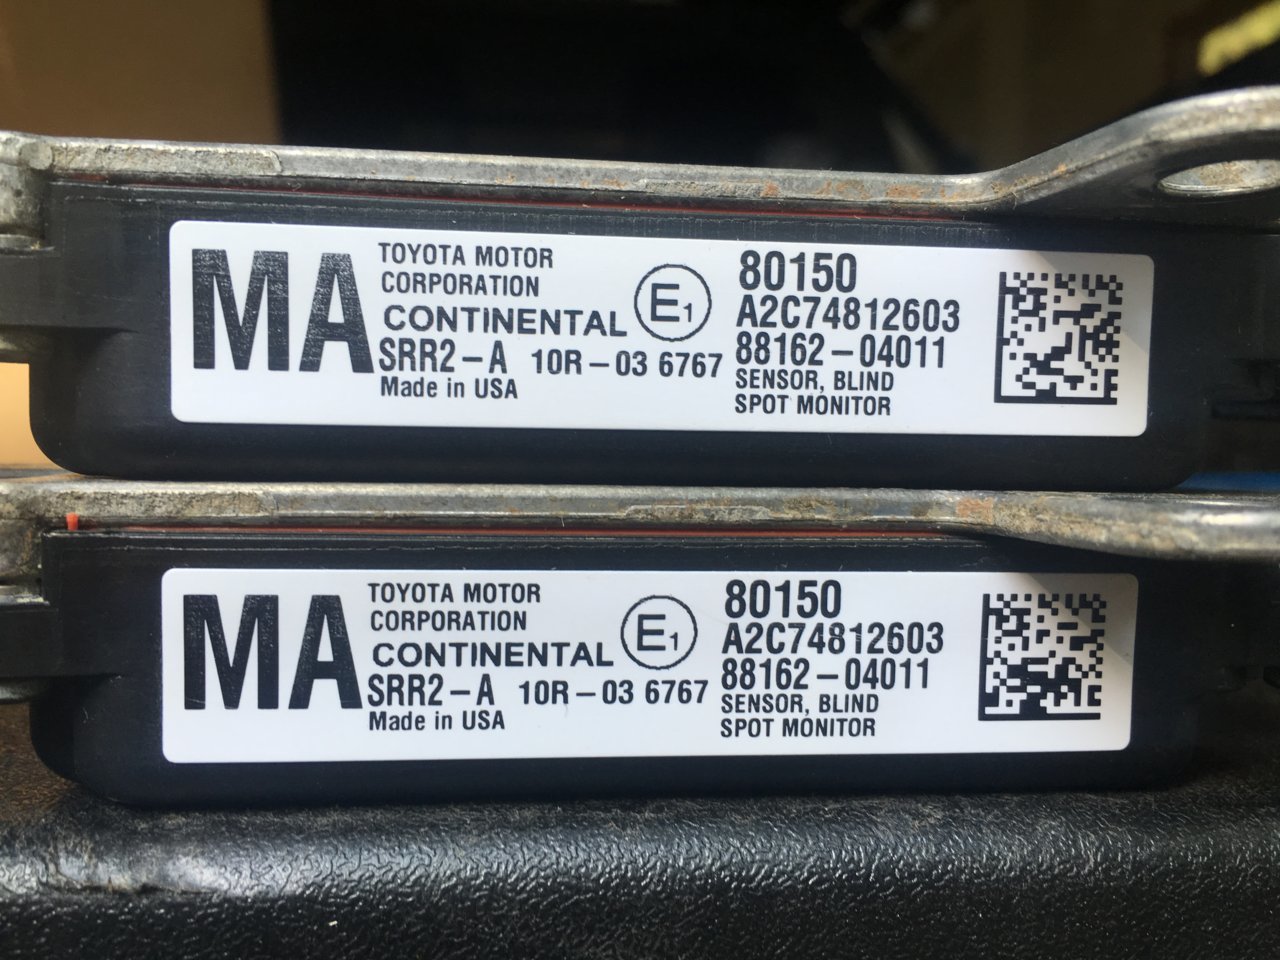 MA
TOYOTA MOTOR
CORPORATION
CONTINENTAL
SRR2-A 10R-03 6767
Made in USA
E1
80150
A2C74812603
88162-04011
SENSOR, BLIND
SPOT MONITOR
MA
TOYOTA MOTOR
CORPORATION
CONTINENTAL
SRR2-A 10R-03 6767
Made in USA
E1
80150
A2C74812603
88162-04011
SENSOR, BLIND
SPOT MONITOR